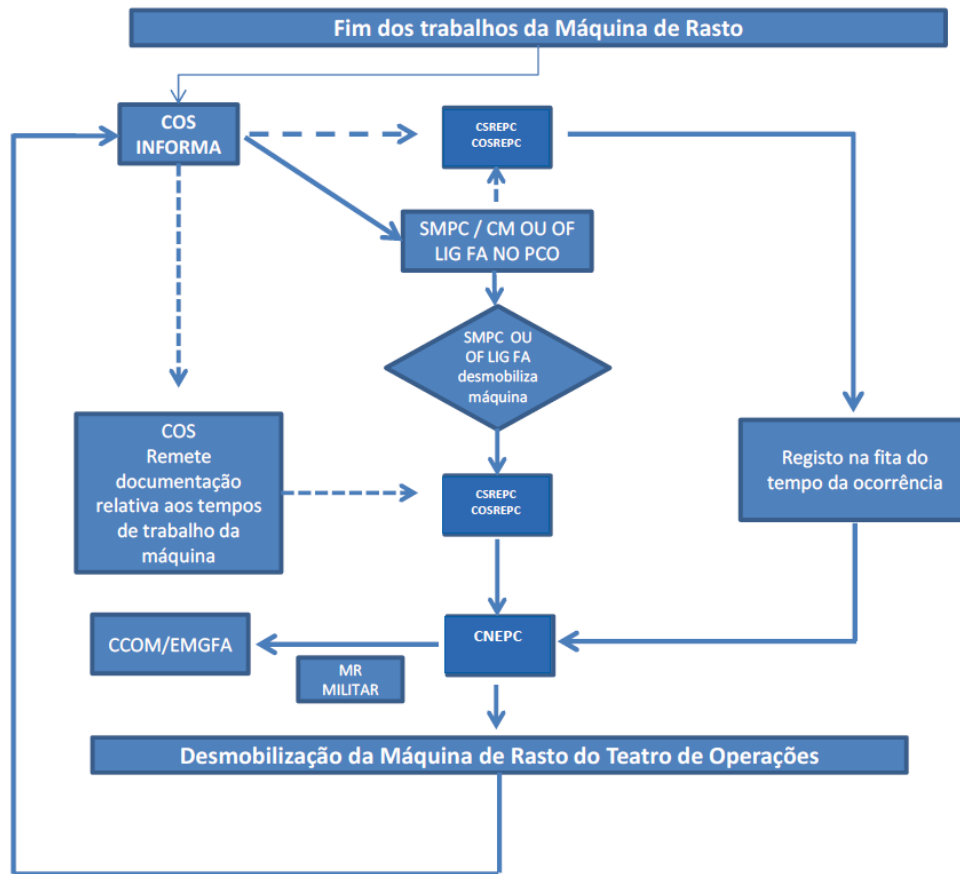 Fim dos trabalhos da Máquina de Rasto
COS
INFORMA
CSREPC
COSREPC
SMPC / CM OU OF
LIG FA NO PCO
SMPC OU
OF LIG FA
desmobiliza
máquina
COS
Remete
documentação
relativa aos tempos
de trabalho da
máquina
CSREPC
COSREPC
Registo na fita do
tempo da ocorrência
CCOM/EMGFA
MR
MILITAR
CNEPC
Desmobilização da Máquina de Rasto do Teatro de Operações